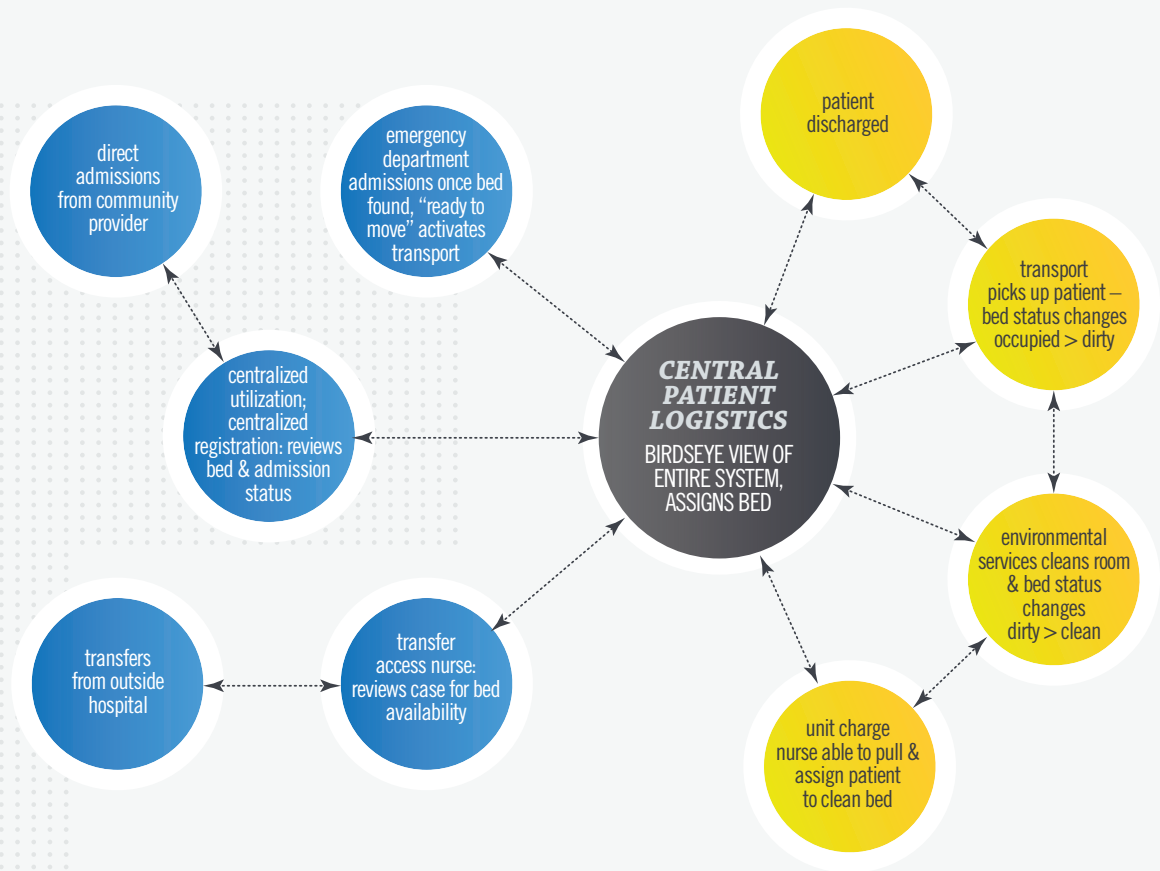 direct
admissions
from community
provider
emergency
department
admissions once bed
found, “ready to
move” activates
transport
centralized
utilization;
centralized
registration: reviews
bed & admission
status
transfers
from outside
hospital
transfer
access nurse:
reviews case for bed
availability
CENTRAL
PATIENT
LOGISTICS
BIRDSEYE VIEW OF
ENTIRE SYSTEM,
ASSIGNS BED
patient
discharged
transport
picks up patient –
bed status changes
occupied > dirty
environmental
services cleans room
& bed status
changes
dirty > clean
unit charge
nurse able to pull &
assign patient
to clean bed